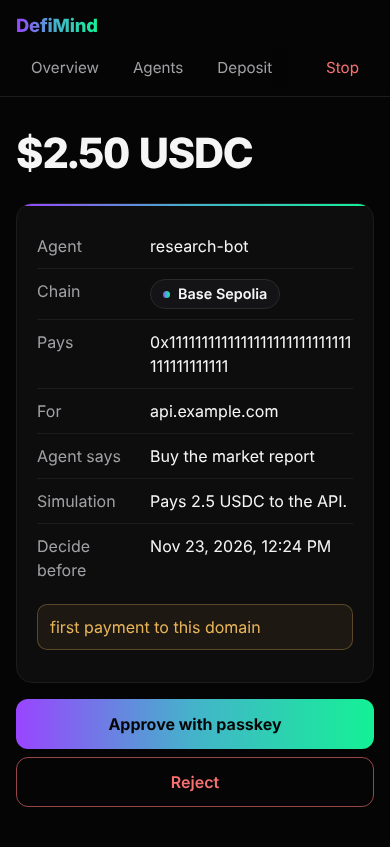 DefiMind
Overview Agents Deposit Stop
$2.50 USDC
Agent research-bot
Chain Base Sepolia
Pays 0x1111111111111111111111111111
111111111111
For api.example.com
Agent says Buy the market report
Simulation Pays 2.5 USDC to the API.
Decide before Nov 23, 2026, 12:24 PM
first payment to this domain
Approve with passkey
Reject